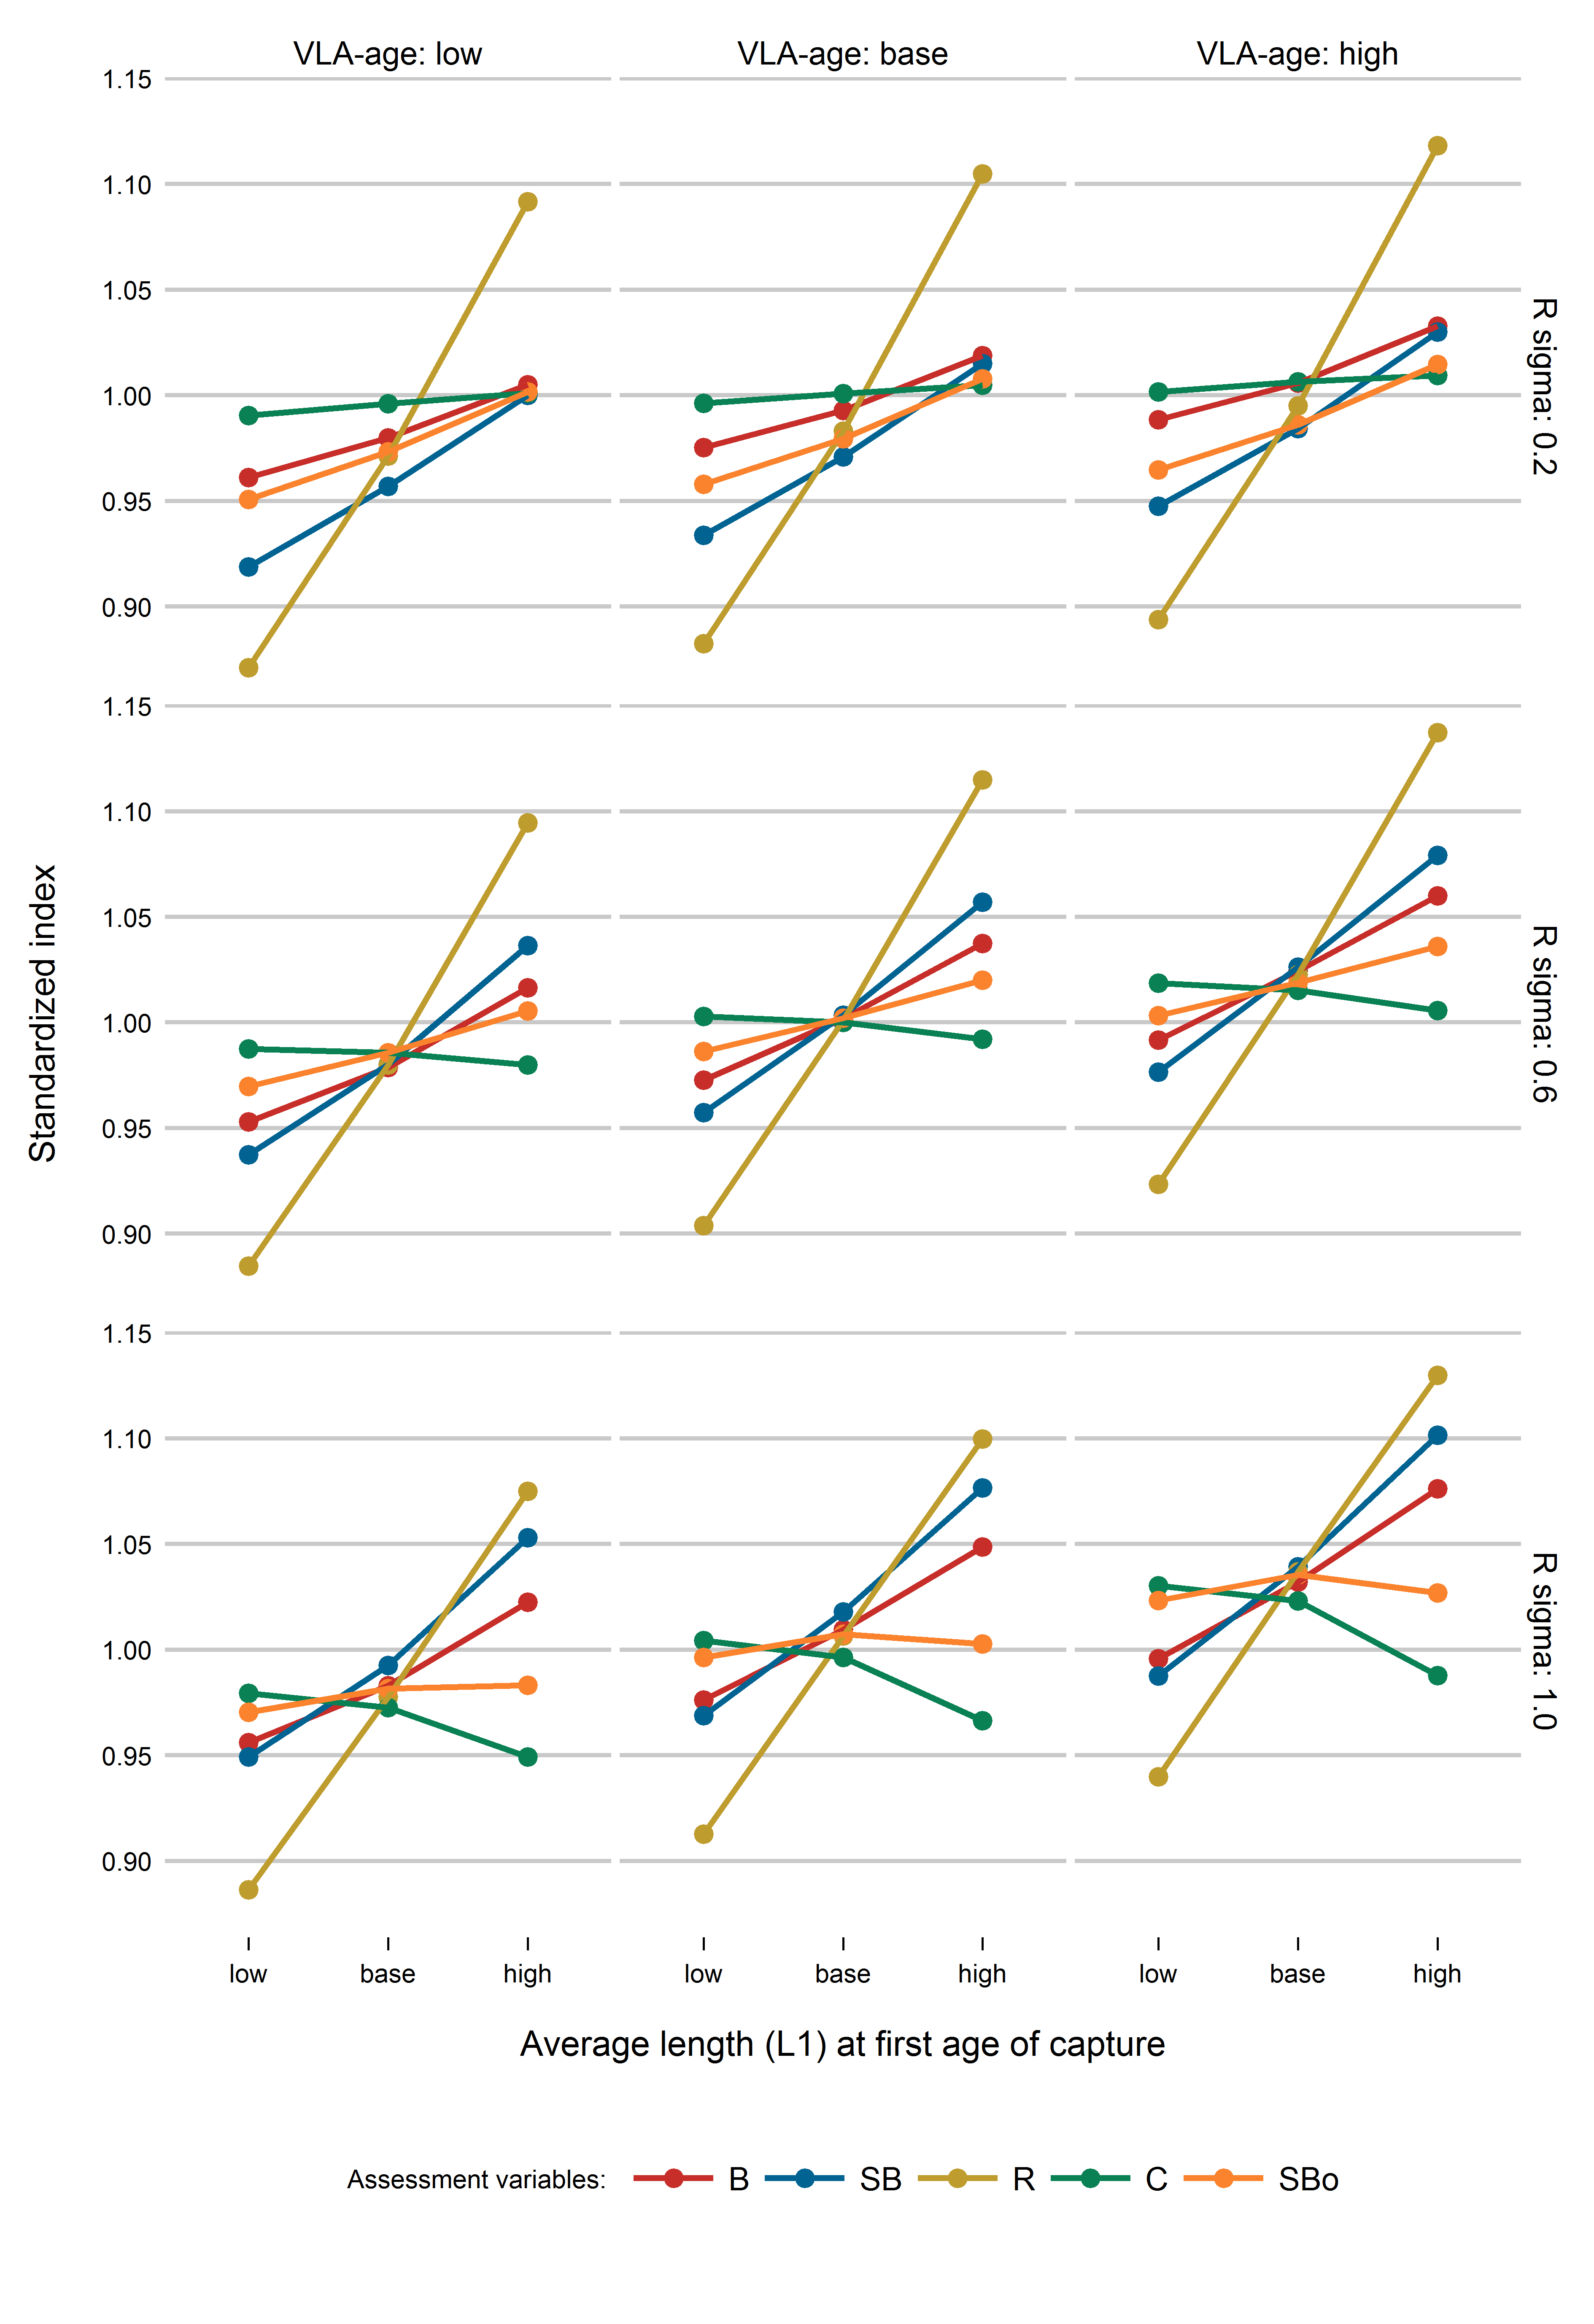 VLA-age: low VLA-age: base VLA-age: high
1.15
1.10
1.05
1.00
0.95
0.90
R sigma: 0.2
1.15
1.10
1.05
1.00
0.95
0.90
R sigma: 0.6
Standardized index
1.15
1.10
1.05
1.00
0.95
0.90
R sigma: 1.0
low base high low base high low base high
Average length (L1) at first age of capture
Assessment variables: B SB R C SBo